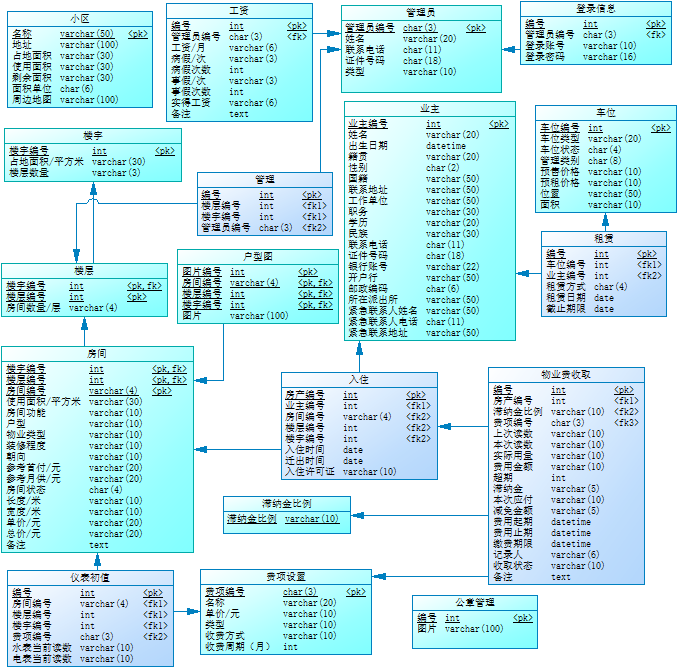 小区
名称 varchar(50) <pk>
地址 varchar(100)
占地面积 varchar(30)
使用面积 varchar(30)
剩余面积 varchar(30)
面积单位 char(6)
周边地图 varchar(100)
工资
编号 int <pk>
管理员编号 char(3) <fk>
工资/月 varchar(6)
病假/次 varchar(3)
病假次数 int
事假/次 varchar(3)
事假次数 int
实得工资 varchar(6)
备注 text
管理员
管理员编号 char(3) <pk>
姓名 varchar(20)
联系电话 char(11)
证件号码 char(18)
类型 varchar(10)
登录信息
编号 int <pk>
管理员编号 char(3) <fk>
登录账号 varchar(10)
登录密码 varchar(16)
楼宇
楼宇编号 int <pk>
占地面积/平方米 varchar(30)
楼层数量 varchar(3)
管理
编号 int <pk>
楼层编号 int <fk1>
楼宇编号 int <fk1>
管理员编号 char(3) <fk2>
业主
业主编号 int <pk>
姓名 varchar(20)
出生日期 datetime
籍贯 varchar(20)
性别 char(2)
国籍 varchar(50)
联系地址 varchar(50)
工作单位 varchar(50)
职务 varchar(30)
学历 varchar(20)
民族 varchar(30)
联系电话 char(11)
证件号码 char(18)
银行账号 varchar(22)
开户行 varchar(50)
邮政编码 char(6)
所在派出所 varchar(50)
紧急联系人姓名 varchar(50)
紧急联系人电话 char(11)
紧急联系地址 varchar(50)
车位
车位编号 int <pk>
车位类型 varchar(20)
车位状态 char(4)
管理类别 char(8)
预售价格 varchar(10)
预租价格 varchar(10)
位置 varchar(50)
面积 varchar(10)
租赁
编号 int <pk>
车位编号 int <fk1>
业主编号 int <fk2>
租赁方式 char(4)
租赁日期 date
截止期限 date
楼层
楼宇编号 int <pk,fk>
楼层编号 int <pk>
房间数量/层 varchar(4)
户型图
图片编号 int <pk>
房间编号 varchar(4) <pk,fk>
楼层编号 int <pk,fk>
楼宇编号 int <pk,fk>
图片 varchar(100)
房间
楼宇编号 int <pk,fk>
楼层编号 int <pk,fk>
房间编号 varchar(4) <pk>
使用面积/平方米 varchar(30)
房间功能 varchar(10)
户型 varchar(10)
物业类型 varchar(10)
装修程度 varchar(10)
朝向 varchar(10)
参考首付/元 varchar(20)
参考月供/元 varchar(20)
房间状态 char(4)
长度/米 varchar(10)
宽度/米 varchar(10)
单价/元 varchar(20)
总价/元 varchar(20)
备注 text
入住
房产编号 int <pk>
业主编号 int <fk1>
房间编号 varchar(4) <fk2>
楼层编号 int <fk2>
楼宇编号 int <fk2>
入住时间 date
迁出时间 date
入住许可证 varchar(10)
物业费收取
编号 int <pk>
房产编号 int <fk1>
滞纳金比例 varchar(10) <fk2>
费项编号 char(3) <fk3>
上次读数 varchar(10)
本次读数 varchar(10)
实际用量 varchar(10)
费用金额 varchar(10)
超期 int
滞纳金 varchar(5)
本次应付 varchar(10)
减免金额 varchar(5)
费用起期 datetime
费用止期 datetime
缴费期限 datetime
记录人 varchar(6)
收取状态 varchar(10)
备注 text
滞纳金比例
滞纳金比例 varchar(10)
仪表初值
编号 int <pk>
房间编号 varchar(4) <fk1>
楼层编号 int <fk1>
楼宇编号 int <fk1>
费项编号 char(3) <fk2>
水表当前读数 varchar(10)
电表当前读数 varchar(10)
费项设置
费项编号 char(3) <pk>
名称 varchar(20)
单价/元 varchar(10)
类型 varchar(10)
收费方式 varchar(10)
收费周期（月） int
公章管理
编号 int <pk>
图片 varchar(100)